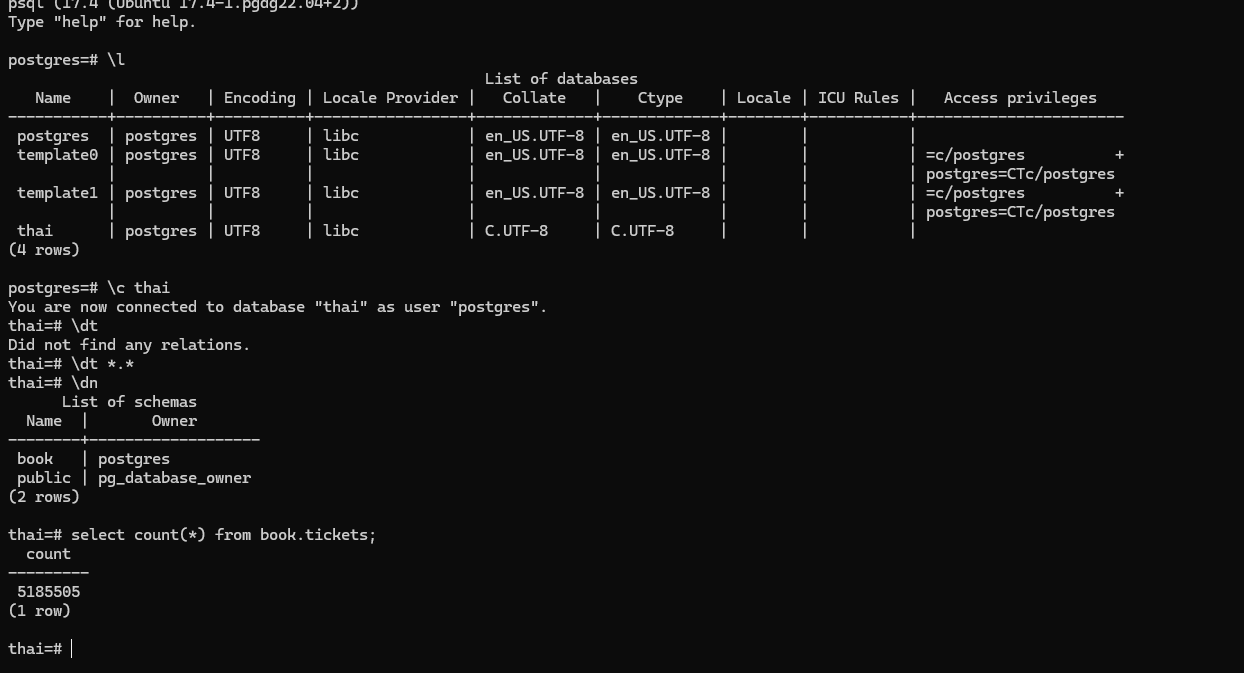 psql (17.4 (Ubuntu 17.4-1.pgdg22.04+2))
Type "help" for help.

postgres=# \l
                                                     List of databases
   Name    |  Owner   | Encoding | Locale Provider |   Collate   |    Ctype    | Locale | ICU Rules |   Access privileges
-----------+----------+----------+-----------------+-------------+-------------+--------+-----------+-----------------------
 postgres  | postgres | UTF8     | libc            | en_US.UTF-8 | en_US.UTF-8 |        |           |
 template0 | postgres | UTF8     | libc            | en_US.UTF-8 | en_US.UTF-8 |        |           | =c/postgres          +
           |          |          |                 |             |             |        |           | postgres=CTc/postgres
 template1 | postgres | UTF8     | libc            | en_US.UTF-8 | en_US.UTF-8 |        |           | =c/postgres          +
           |          |          |                 |             |             |        |           | postgres=CTc/postgres
 thai      | postgres | UTF8     | libc            | C.UTF-8     | C.UTF-8     |        |           |
(4 rows)

postgres=# \c thai
You are now connected to database "thai" as user "postgres".
thai=# \dt
Did not find any relations.
thai=# \dt *.*
thai=# \dn
      List of schemas
  Name  |       Owner
--------+-------------------
 book   | postgres
 public | pg_database_owner
(2 rows)

thai=# select count(*) from book.tickets;
  count
---------
 5185505
(1 row)

thai=#